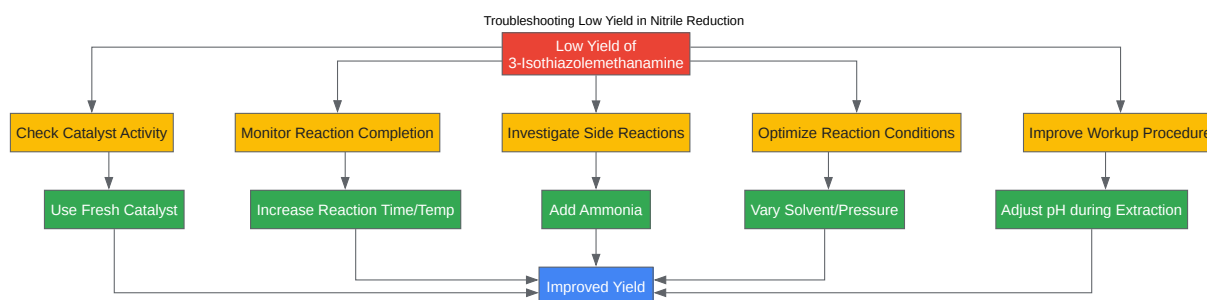 Troubleshooting Low Yield in Nitrile Reduction
Low Yield of
3-Isothiazolemethanamine
Check Catalyst Activity
Monitor Reaction Completion
Investigate Side Reactions
Optimize Reaction Conditions
Improve Workup Procedure
Use Fresh Catalyst
Increase Reaction Time/Temp
Add Ammonia
Vary Solvent/Pressure
Adjust pH during Extraction
Improved Yield